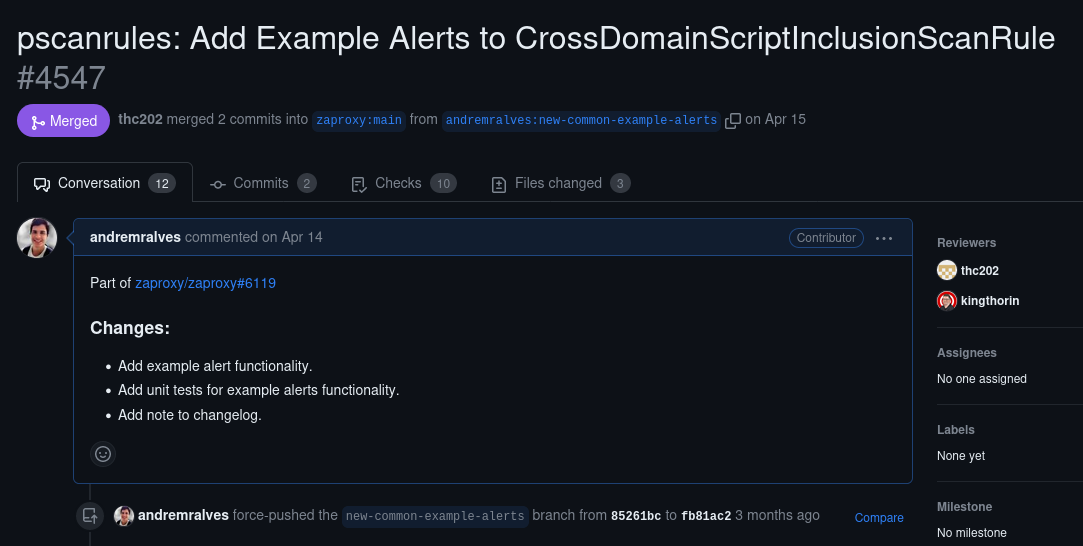 pscanrules: Add Example Alerts to CrossDomainScriptInclusionScanRule
#4547
Merged thc202 merged 2 commits into zaproxy:main from andremralves:new-common-example-alerts on Apr 15
Conversation 12 Commits 2 Checks 10 Files changed 3
andremralves commented on Apr 14 Contributor ...
Part of zaproxy/zaproxy#6119
Changes:
• Add example alert functionality.
• Add unit tests for example alerts functionality.
• Add note to changelog.
andremralves force-pushed the new-common-example-alerts branch from 85261bc to fb81ac2 3 months ago Compare
Reviewers
thc202
kingthorin
Assignees
No one assigned
Labels
None yet
Milestone
No milestone